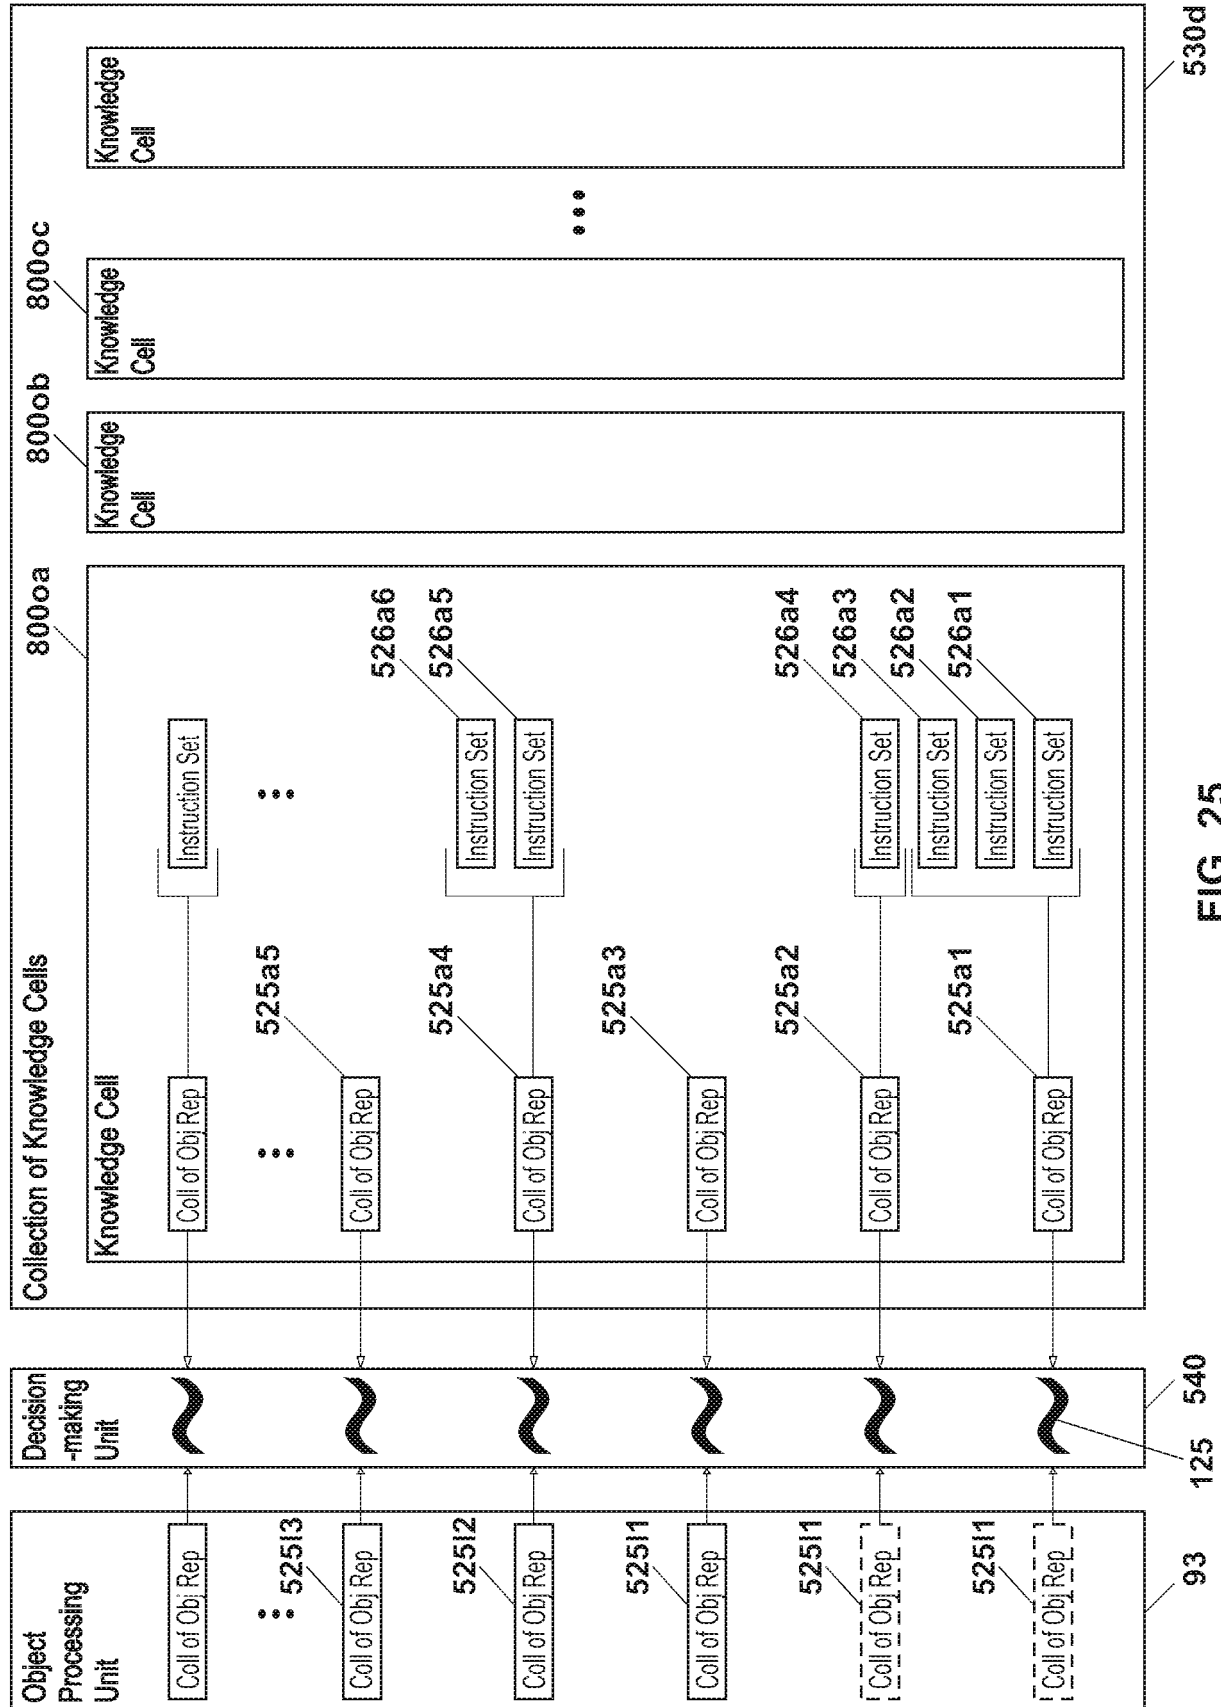 Object
Processing
Unit
Coll of Obj Rep
525l3
Coll of Obj Rep
525l2
Coll of Obj Rep
525l1
Coll of Obj Rep
525l1
Coll of Obj Rep
525l1
Coll of Obj Rep
93
Decision
-making
Unit
125
540
Collection of Knowledge Cells
530d
Knowledge Cell
800oa
Coll of Obj Rep
525a5
Coll of Obj Rep
525a4
Coll of Obj Rep
525a3
Coll of Obj Rep
525a2
Coll of Obj Rep
525a1
Coll of Obj Rep
Instruction Set
526a6
Instruction Set
526a5
Instruction Set
526a4
Instruction Set
526a3
Instruction Set
526a2
Instruction Set
526a1
Instruction Set
800ob
Knowledge
Cell
800oc
Knowledge
Cell
Knowledge
Cell
FIG. 25